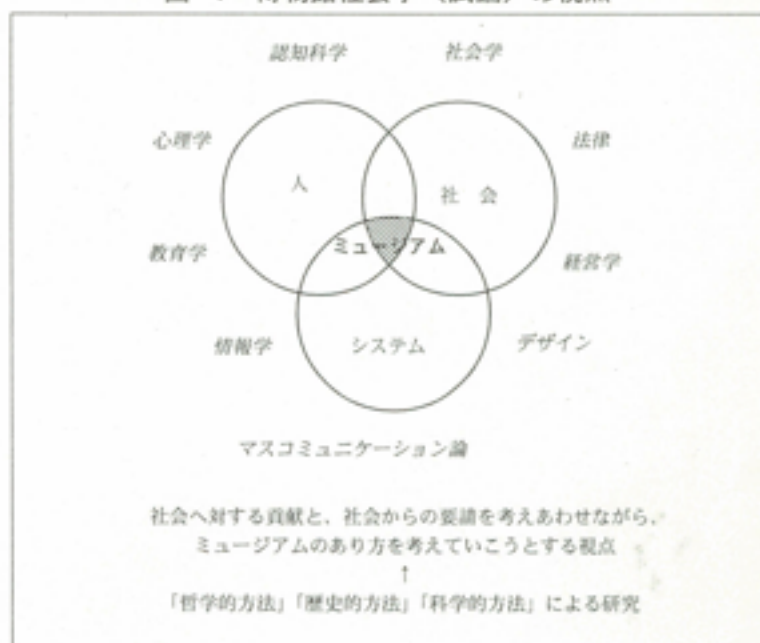 認知科学 社会学
心理学 法律
人 社 会
ミュージアム
教育学 経営学
情報学 システム デザイン
マスコミュニケーション論
社会へ対する貢献と、社会からの要請を考えあわせながら、
ミュージアムのあり方を考えていこうとする視点
↑
「哲学的方法」「歴史的方法」「科学的方法」による研究